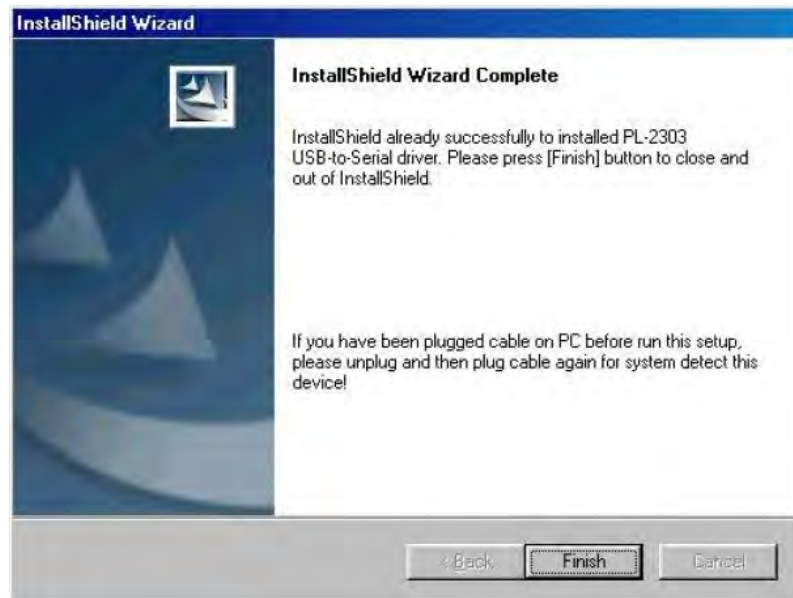 InstallShield Wizard
InstallShield Wizard Complete
InstallShield already successfully to installed PL-2303
USB-to-Serial driver. Please press [Finish] button to close and
out of InstallShield.
If you have been plugged cable on PC before run this setup,
please unplug and then plug cable again for system detect this
device!
< Back Finish Cancel